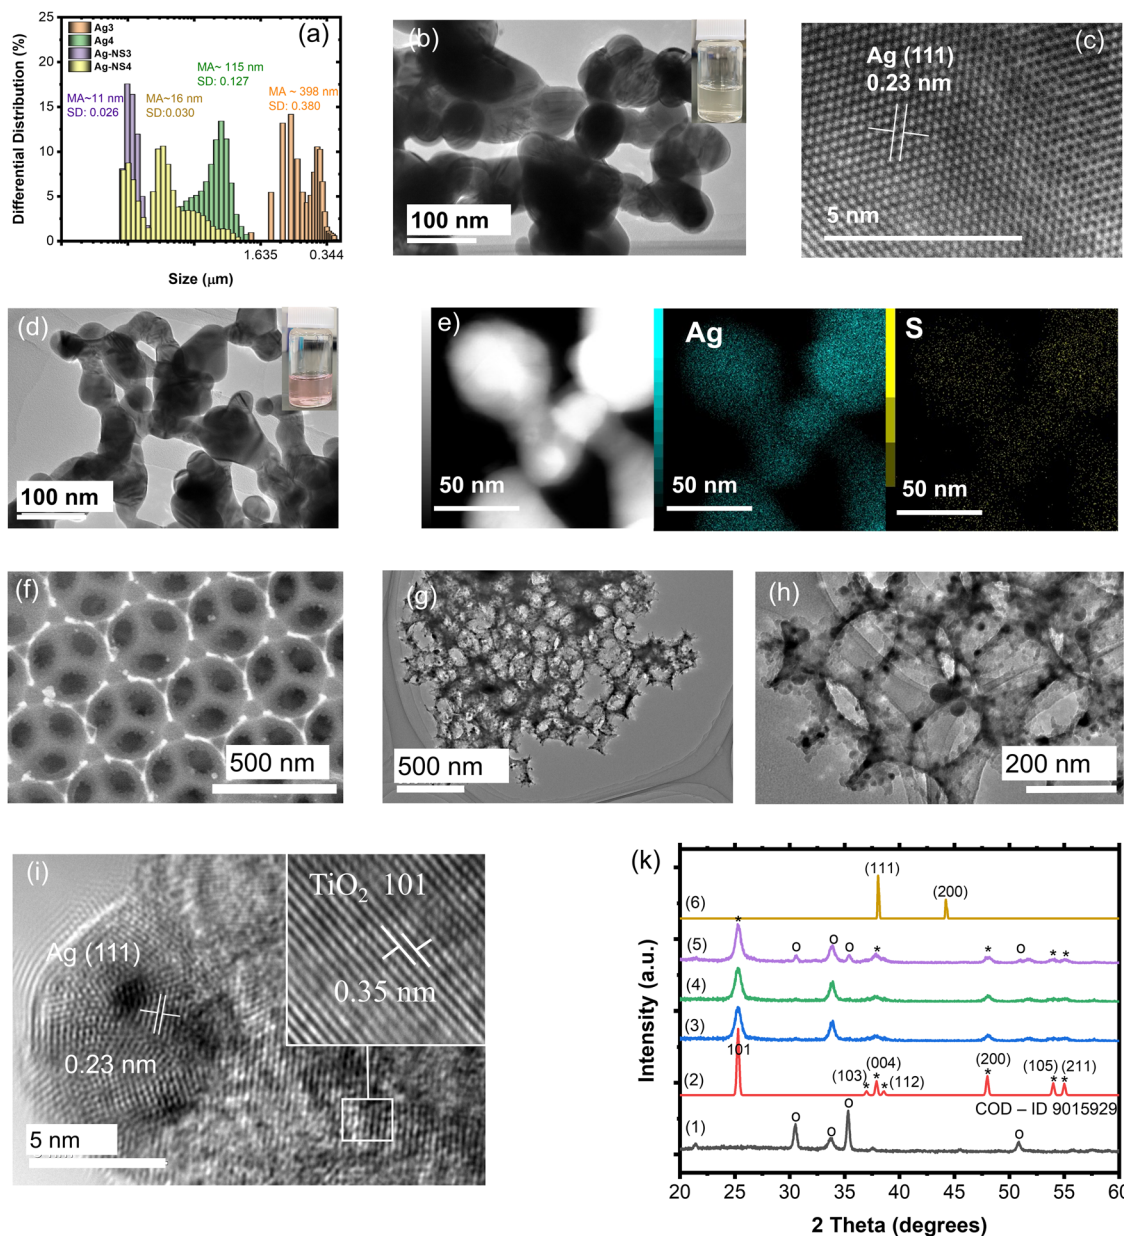 (a)
Ag3
Ag4
Ag-NS3
Ag-NS4
MA~ 115 nm
SD: 0.127
MA~11 nm
SD: 0.026
MA~16 nm
SD:0.030
MA ~ 398 nm
SD: 0.380
Differential Distribution (%)
25
20
15
10
5
0
1.635
0.344
Size (μm)
(b)
100 nm
(c)
Ag (111)
0.23 nm
5 nm
(d)
100 nm
e)
50 nm
Ag
50 nm
S
50 nm
(f)
500 nm
(g)
500 nm
(h)
200 nm
(i)
Ag (111)
0.23 nm
5 nm
TiO2 101
0.35 nm
(k)
Intensity (a.u.)
(6)
(111)
(200)
(5)
* o o o * * o * *
(4)
(3)
(2)
101
(103)
(004)
(112)
(200)
(105)
(211)
* * * * * *
COD – ID 9015929
(1)
o o o o
20 25 30 35 40 45 50 55 60
2 Theta (degrees)